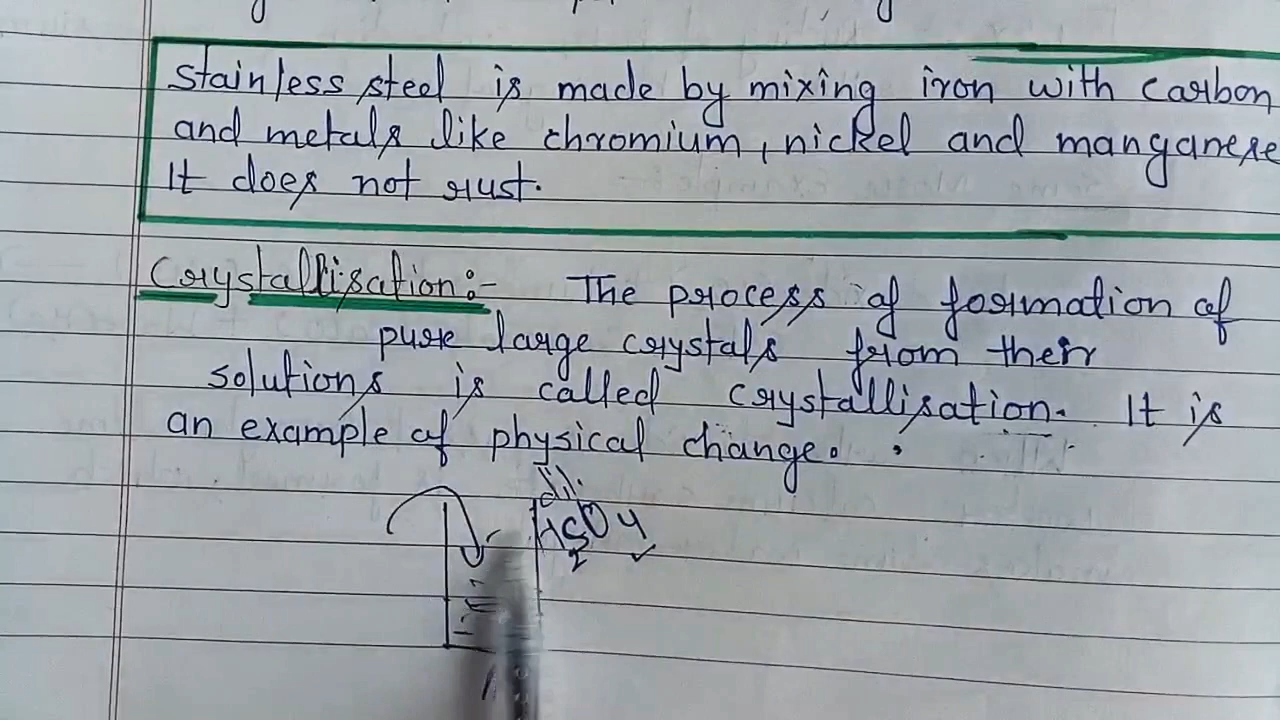 Stainless steel is made by mixing iron with carbon
and metals like chromium, nickel and manganese
It does not rust.
Crystallisation:- The process of formation of
pure large crystals from their
solutions is called crystallisation. It is
an example of physical change.
dil.
H2SO4